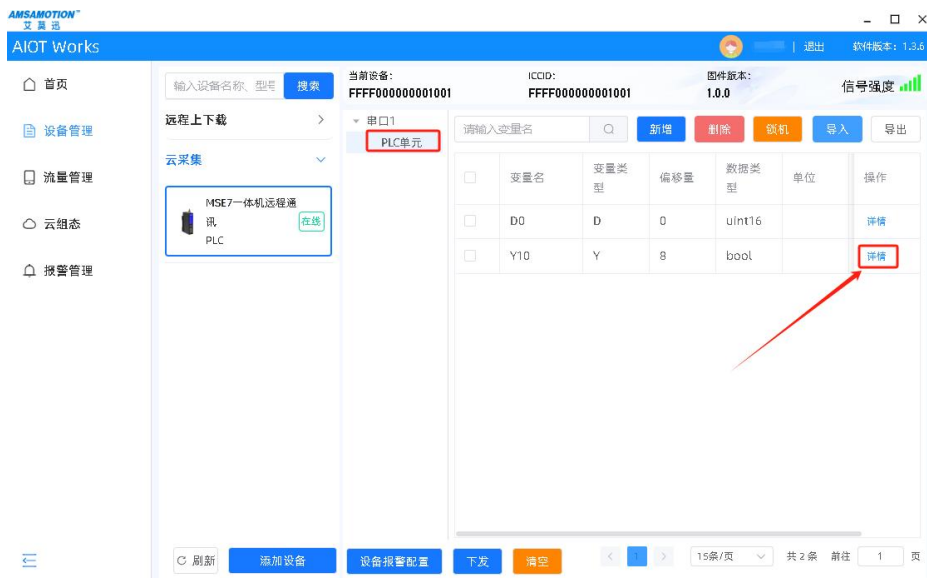 AMSAMOTION™
艾莫迅
AIOT Works
退出
软件版本: 1.3.6
首页
设备管理
流量管理
云组态
报警管理
输入设备名称、型号
搜索
远程上下载
云采集
MSE7一体机远程通
讯
PLC
在线
刷新
添加设备
当前设备:
FFFF000000001001
ICCID:
FFFF000000001001
固件版本:
1.0.0
信号强度
串口1
PLC单元
请输入变量名
新增
删除
锁机
导入
导出
变量名 变量类型 偏移量 数据类型 单位 操作
D0 D 0 uint16 详情
Y10 Y 8 bool 详情
设备报警配置
下发
清空
1
15条/页
共 2 条
前往 1 页